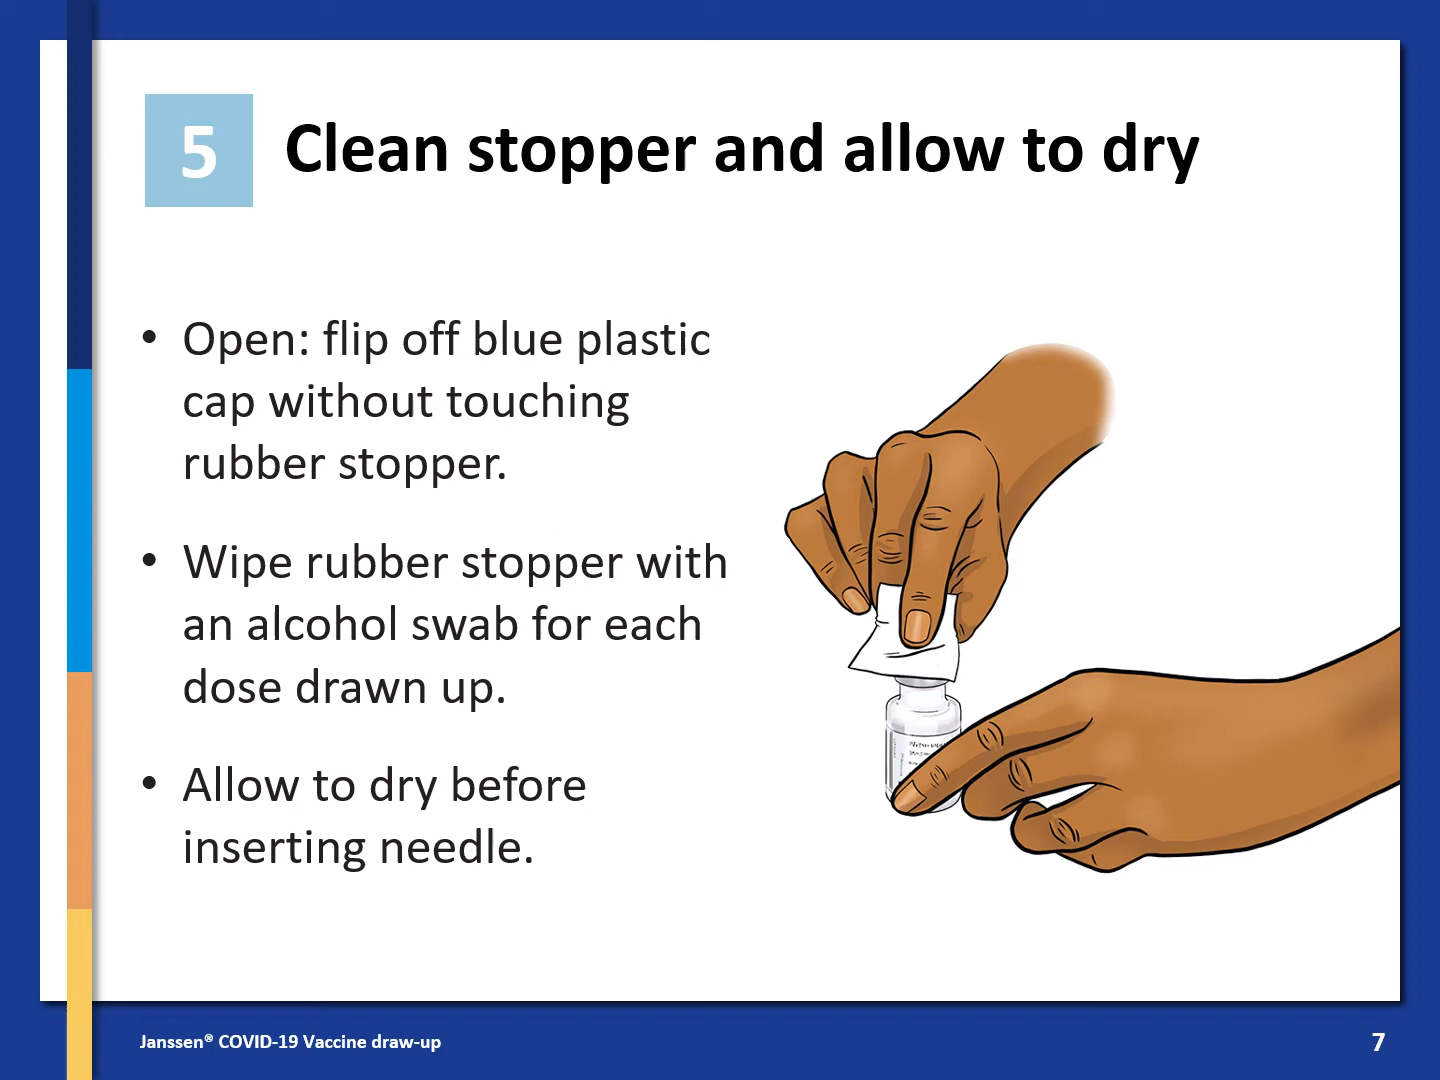 5
Clean stopper and allow to dry
• Open: flip off blue plastic
cap without touching
rubber stopper.
• Wipe rubber stopper with
an alcohol swab for each
dose drawn up.
• Allow to dry before
inserting needle.
Janssen® COVID-19 Vaccine draw-up
7